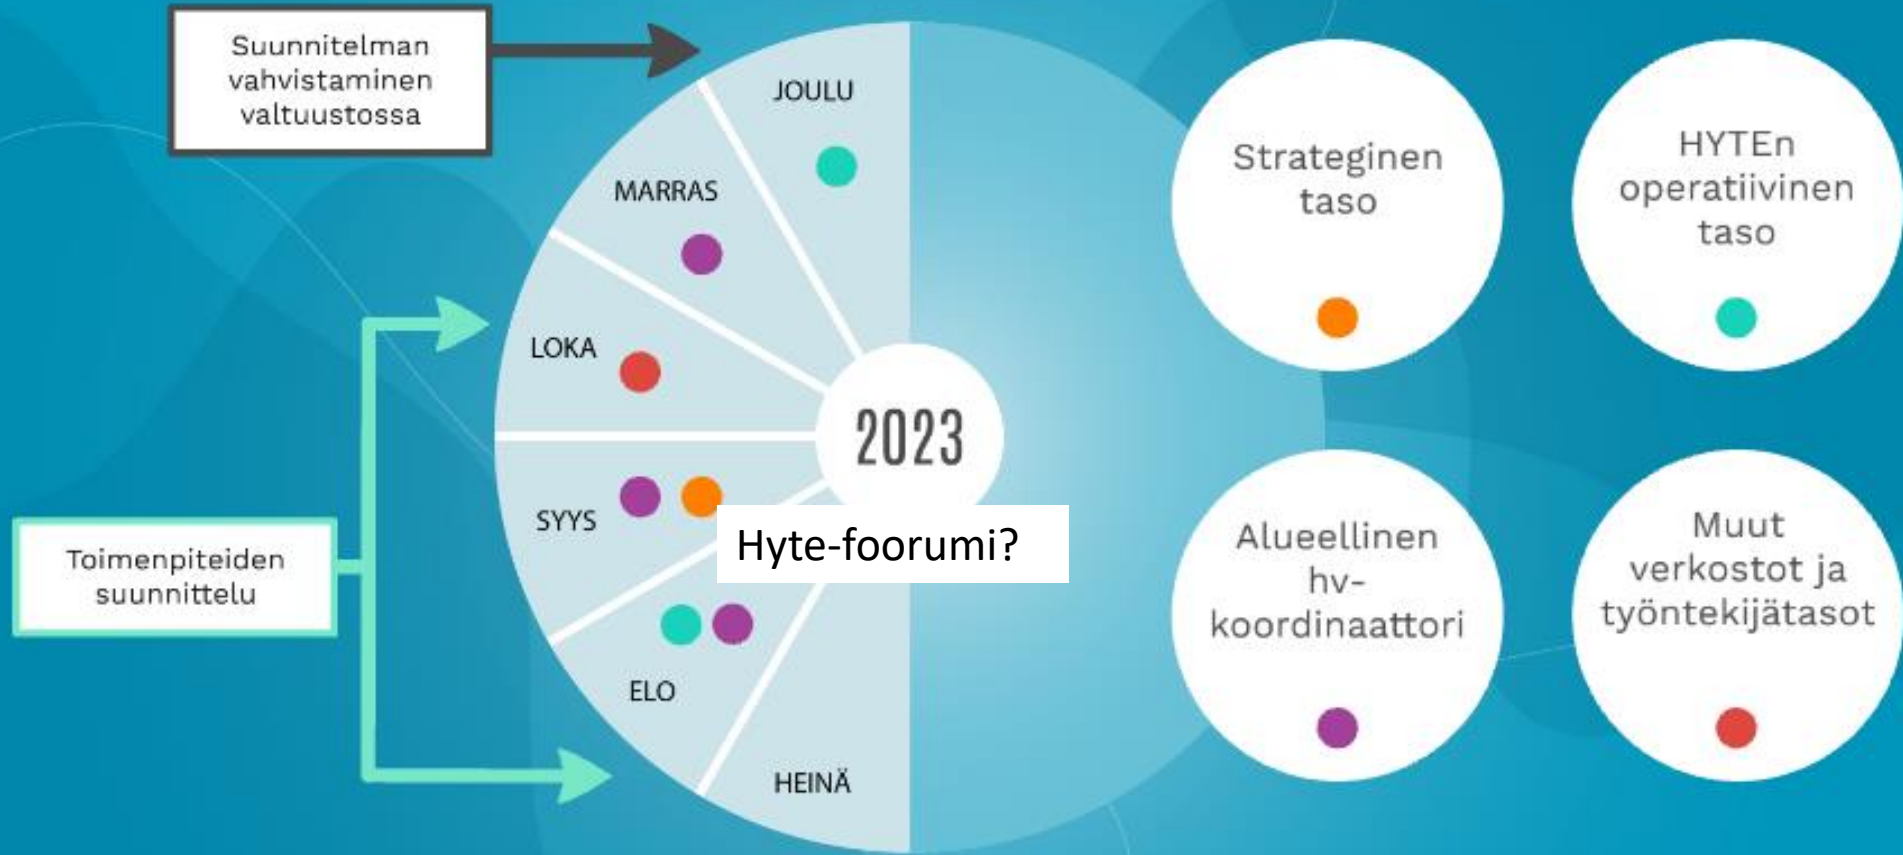 Suunnitelman
vahvistaminen
valtuustossa
JOULU
MARRAS
LOKA
SYYS
ELO
HEINÄ
2023
Hyte-foorumi?
Toimenpiteiden
suunnittelu
Strateginen
taso
HYTEn
operatiivinen
taso
Alueellinen
hv-
koordinaattori
Muut
verkostot ja
työntekijätasot